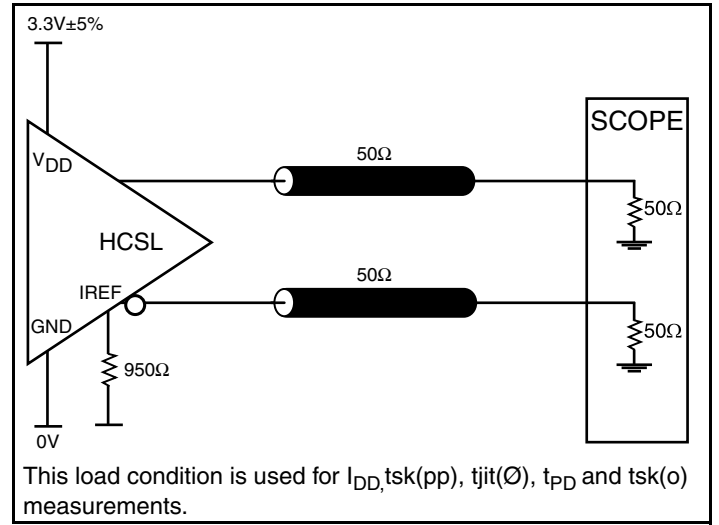 3.3V±5%
SCOPE
VDD
50Ω
50Ω
HCSL
50Ω
IREF
50Ω
GND
950Ω
0V
This load condition is used for IDD,tsk(pp), tjit(Ø), tPD and tsk(o)
measurements.